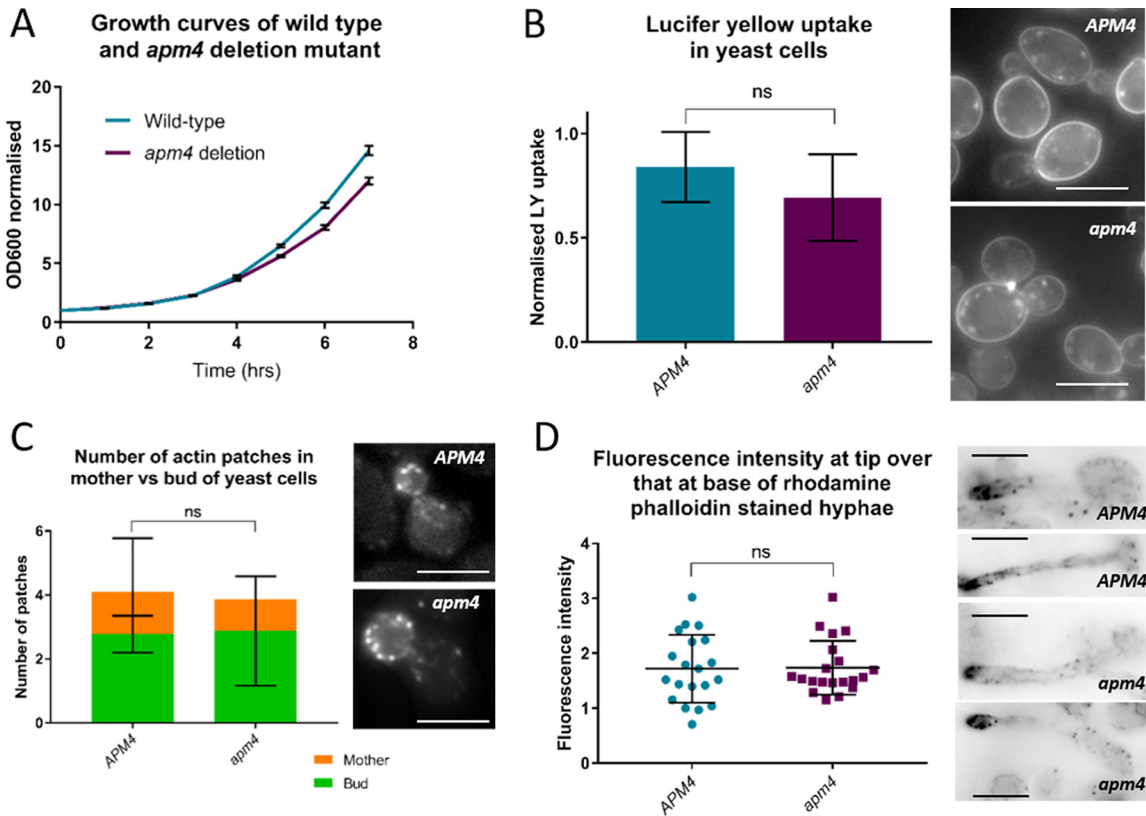 A
Growth curves of wild type
and apm4 deletion mutant
20
15
10
5
0
OD600 normalised
Wild-type
apm4 deletion
0 2 4 6 8
Time (hrs)
B
Lucifer yellow uptake
in yeast cells
ns
1.0
0.5
0.0
Normalised LY uptake
APM4
apm4
APM4
apm4
C
Number of actin patches in
mother vs bud of yeast cells
ns
6
4
2
0
Number of patches
APM4
apm4
Mother
Bud
APM4
apm4
D
Fluorescence intensity at tip over
that at base of rhodamine
phalloidin stained hyphae
ns
4
3
2
1
0
Fluorescence intensity
APM4
apm4
APM4
APM4
apm4
apm4